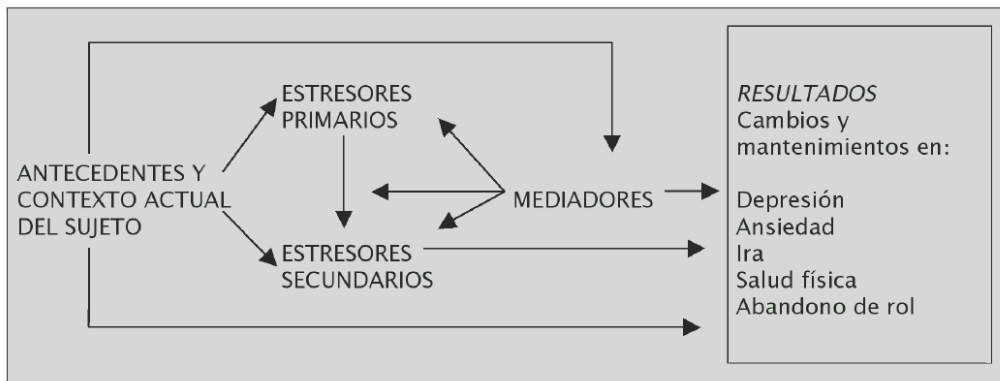 ANTECEDENTES Y
CONTEXTO ACTUAL
DEL SUJETO
ESTRESORES
PRIMARIOS
ESTRESORES
SECUNDARIOS
MEDIADORES
RESULTADOS
Cambios y
mantenimientos en:
Depresión
Ansiedad
Ira
Salud física
Abandono de rol